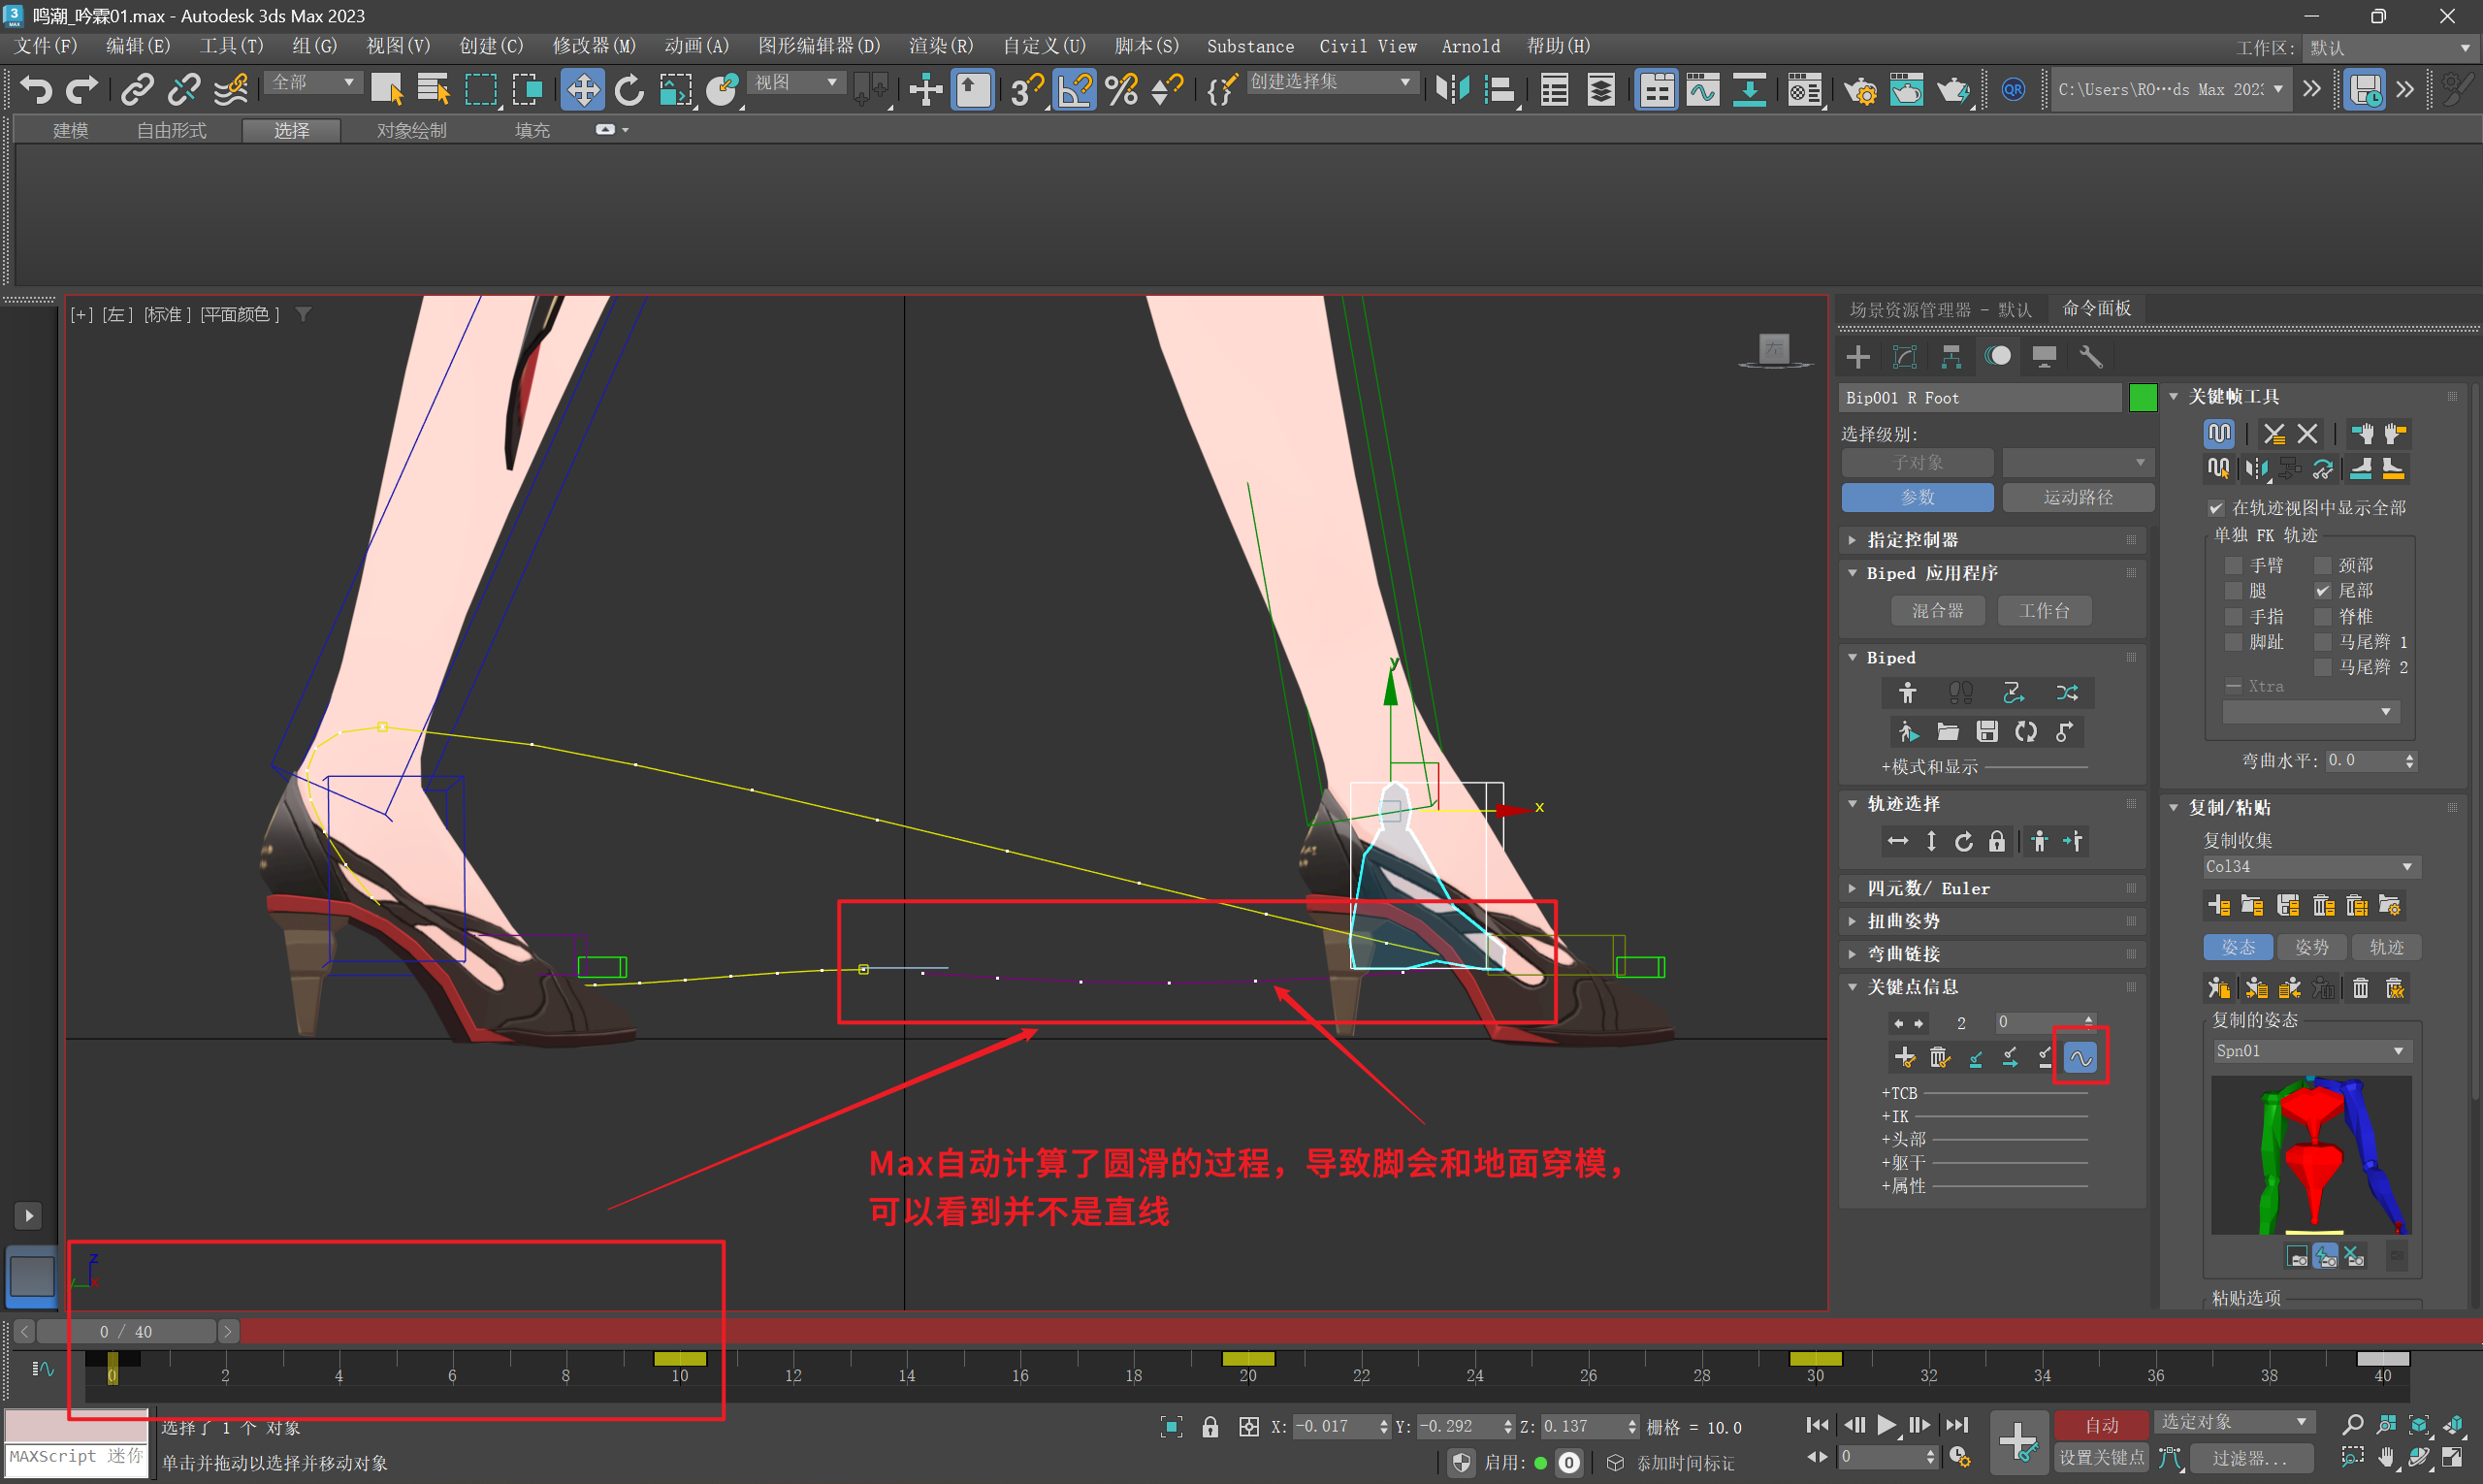 鸣潮_吟霖01.max - Autodesk 3ds Max 2023
文件(F) 编辑(E) 工具(T) 组(G) 视图(V) 创建(C) 修改器(M) 动画(A) 图形编辑器(D) 渲染(R) 自定义(U) 脚本(S) Substance Civil View Arnold 帮助(H)
工作区: 默认
全部 视图 创建选择集 QR C:\Users\RO…ds Max 202
建模 自由形式 选择 对象绘制 填充
[+] [左] [标准] [平面颜色]
y
x
Max自动计算了圆滑的过程，导致脚会和地面穿模，
可以看到并不是直线
z
场景资源管理器 - 默认 命令面板
Bip001 R Foot
选择级别:
子对象
参数 运动路径
指定控制器
Biped 应用程序
混合器 工作台
Biped
+模式和显示
轨迹选择
四元数/ Euler
扭曲姿势
弯曲链接
关键点信息
2 0
+TCB
+IK
+头部
+躯干
+属性
关键帧工具
在轨迹视图中显示全部
单独 FK 轨迹
手臂 颈部
腿 尾部
手指 脊椎
脚趾 马尾辫 1
马尾辫 2
Xtra
弯曲水平: 0.0
复制/粘贴
复制收集
Col34
姿态 姿势 轨迹
复制的姿态
Spn01
粘贴选项
0 / 40
0 2 4 6 8 10 12 14 16 18 20 22 24 26 28 30 32 34 36 38 40
选择了 1 个 对象
X: -0.017 Y: -0.292 Z: 0.137 栅格 = 10.0
自动 选定对象
MAXScript 迷你
单击并拖动以选择并移动对象
启用: 0 添加时间标记
0
设置关键点 过滤器...